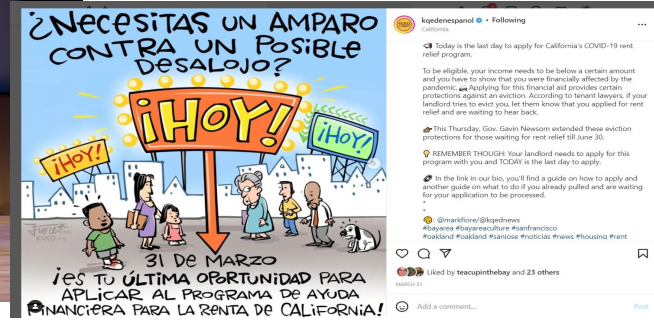 ¿NECESITAS UN AMPARO
CONTRA UN POSIBLE
DESALOJO?
¡HOY!
¡HOY!
¡HOY!
31 DE MARZO
¡ES TU ÚLTIMA OPORTUNIDAD PARA
APLICAR AL PROGRAMA DE AYUDA
FINANCIERA PARA LA RENTA DE CALIFORNIA!
kqedenespanol • Following
California
Today is the last day to apply for California's COVID-19 rent
relief program.
To be eligible, your income needs to be below a certain amount
and you have to show that you were financially affected by the
pandemic. Applying for this financial aid provides certain
protections against an eviction. According to tenant lawyers, if your
landlord tries to evict you, let them know that you applied for rent
relief and are waiting to hear back.
This Thursday, Gov. Gavin Newsom extended these eviction
protections for those waiting for rent relief till June 30.
REMEMBER THOUGH: Your landlord needs to apply for this
program with you and TODAY is the last day to apply.
In the link in our bio, you'll find a guide on how to apply and
another guide on what to do if you already pulled and are waiting
for your application to be processed.
*
*
: @markfiore/@kqednews
#bayarea #bayareaculture #sanfrancisco
#oakland #oakland #sanjose #noticias #news #housing #rent
Liked by teacupinthebay and 23 others
MARCH 31
Add a comment...
Post